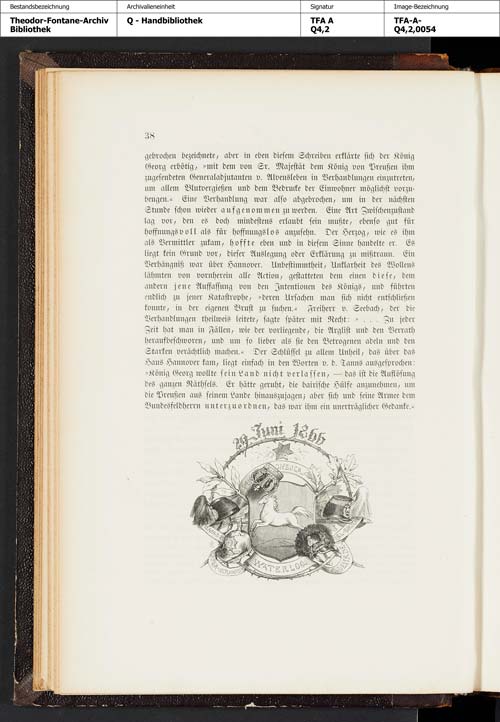 Bestandsbezeichnung
Archivalieneinheit
Signatur
Image-Bezeichnung
Theodor-Fontane-Archiv
Bibliothek
Q - Handbibliothek
TFA A
Q4,2
TFA-A-
Q4,2,0054
38
gebrochen bezeichnete, aber in eben diesem Schreiben erklärte sich der König
Georg erbötig, »mit dem von Sr. Majestät dem König von Preußen ihm
zugesendeten Generaladjutanten v. Alvensleben in Verhandlungen einzutreten,
um allem Blutvergießen und dem Bedrucke der Einwohner möglichst vorzu-
beugen.« Eine Verhandlung war also abgebrochen, um in der nächsten
Stunde schon wieder aufgenommen zu werden. Eine Art Zwischenzustand
lag vor, den es doch mindestens erlaubt sein mußte, ebenso gut für
hoffnungsvoll als für hoffnungslos anzusehn. Der Herzog, wie es ihm
als Vermittler zukam, hoffte eben und in diesem Sinne handelte er. Es
liegt kein Grund vor, dieser Auslegung oder Erklärung zu mißtraun. Ein
Verhängniß war über Hannover. Unbestimmtheit, Unklarheit des Wollens
lähmten von vornherein alle Action, gestatteten dem einen diese, dem
andern jene Auffassung von den Intentionen des Königs, und führten
endlich zu jener Katastrophe, »deren Ursachen man sich nicht entschließen
konnte, in der eigenen Brust zu suchen.« Freiherr v. Seebach, der die
Verhandlungen theilweis leitete, sagte später mit Recht: » . . . Zu jeder
Zeit hat man in Fällen, wie der vorliegende, die Arglist und den Verrath
heraufbeschworen, und um so lieber als sie den Betrogenen adeln und den
Starken verächtlich machen.« Der Schlüssel zu allem Unheil, das über das
Haus Hannover kam, liegt einfach in den Worten v. d. Tanns ausgesprochen:
»König Georg wollte sein Land nicht verlassen, — das ist die Auflösung
des ganzen Räthsels. Er hätte geruht, die bairische Hülfe anzunehmen, um
die Preußen aus seinem Lande hinauszujagen; aber sich und seine Armee dem
Bundesfeldherrn unterzuordnen, das war ihm ein unerträglicher Gedanke.«
29 Juni 1866
WATERLOO